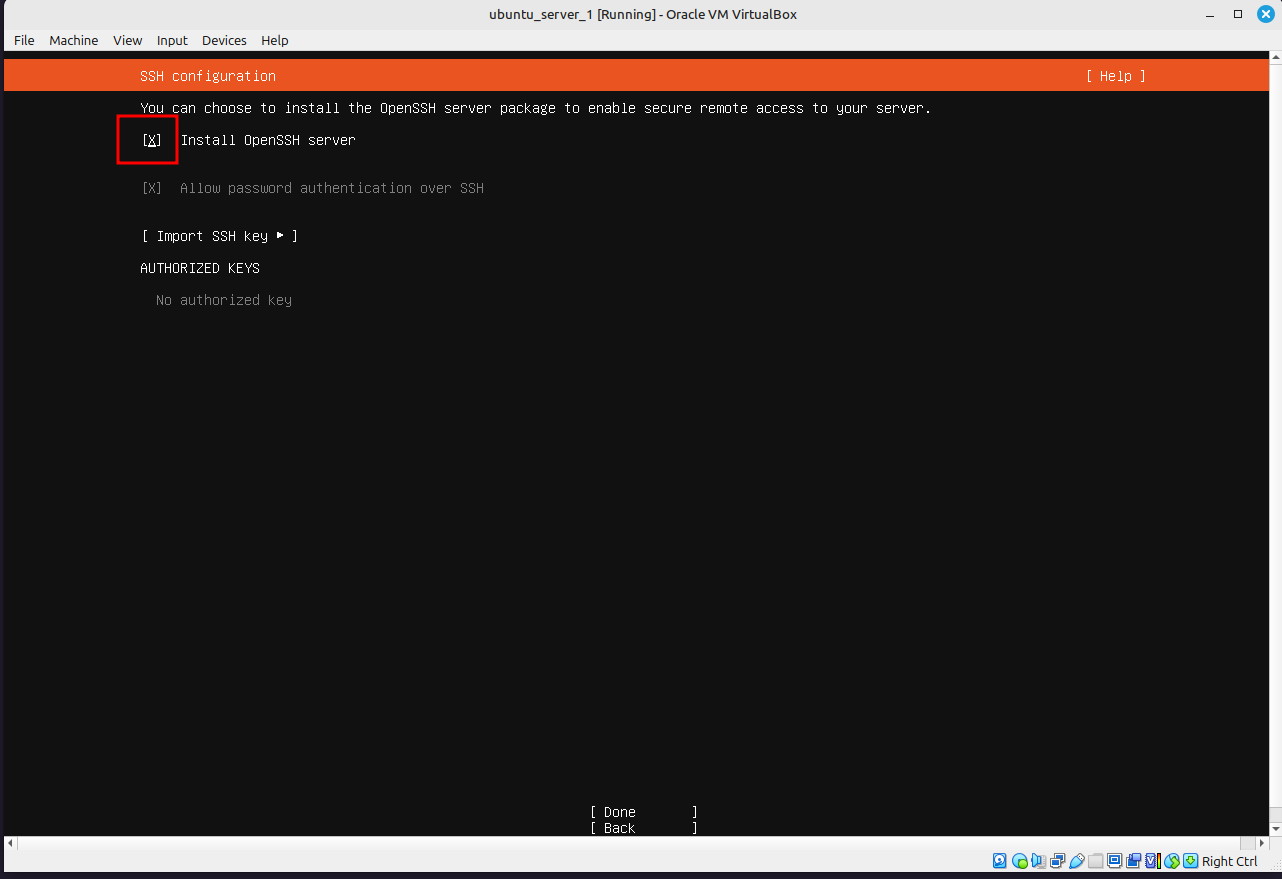 ubuntu_server_1 [Running] - Oracle VM VirtualBox
File Machine View Input Devices Help
SSH configuration [ Help ]
You can choose to install the OpenSSH server package to enable secure remote access to your server.
[X] Install OpenSSH server
[X] Allow password authentication over SSH
[ Import SSH key ▸ ]
AUTHORIZED KEYS
No authorized key
[ Done ]
[ Back ]
Right Ctrl